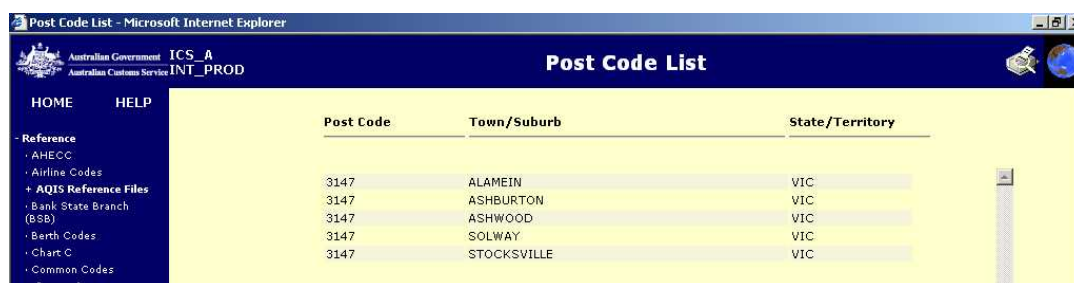 Post Code List - Microsoft Internet Explorer
Australian Government ICS_A
Australian Customs Service INT_PROD
Post Code List
HOME HELP
- Reference
· AHECC
· Airline Codes
+ AQIS Reference Files
· Bank State Branch
(BSB)
· Berth Codes
· Chart C
· Common Codes
Post Code Town/Suburb State/Territory
3147 ALAMEIN VIC
3147 ASHBURTON VIC
3147 ASHWOOD VIC
3147 SOLWAY VIC
3147 STOCKSVILLE VIC